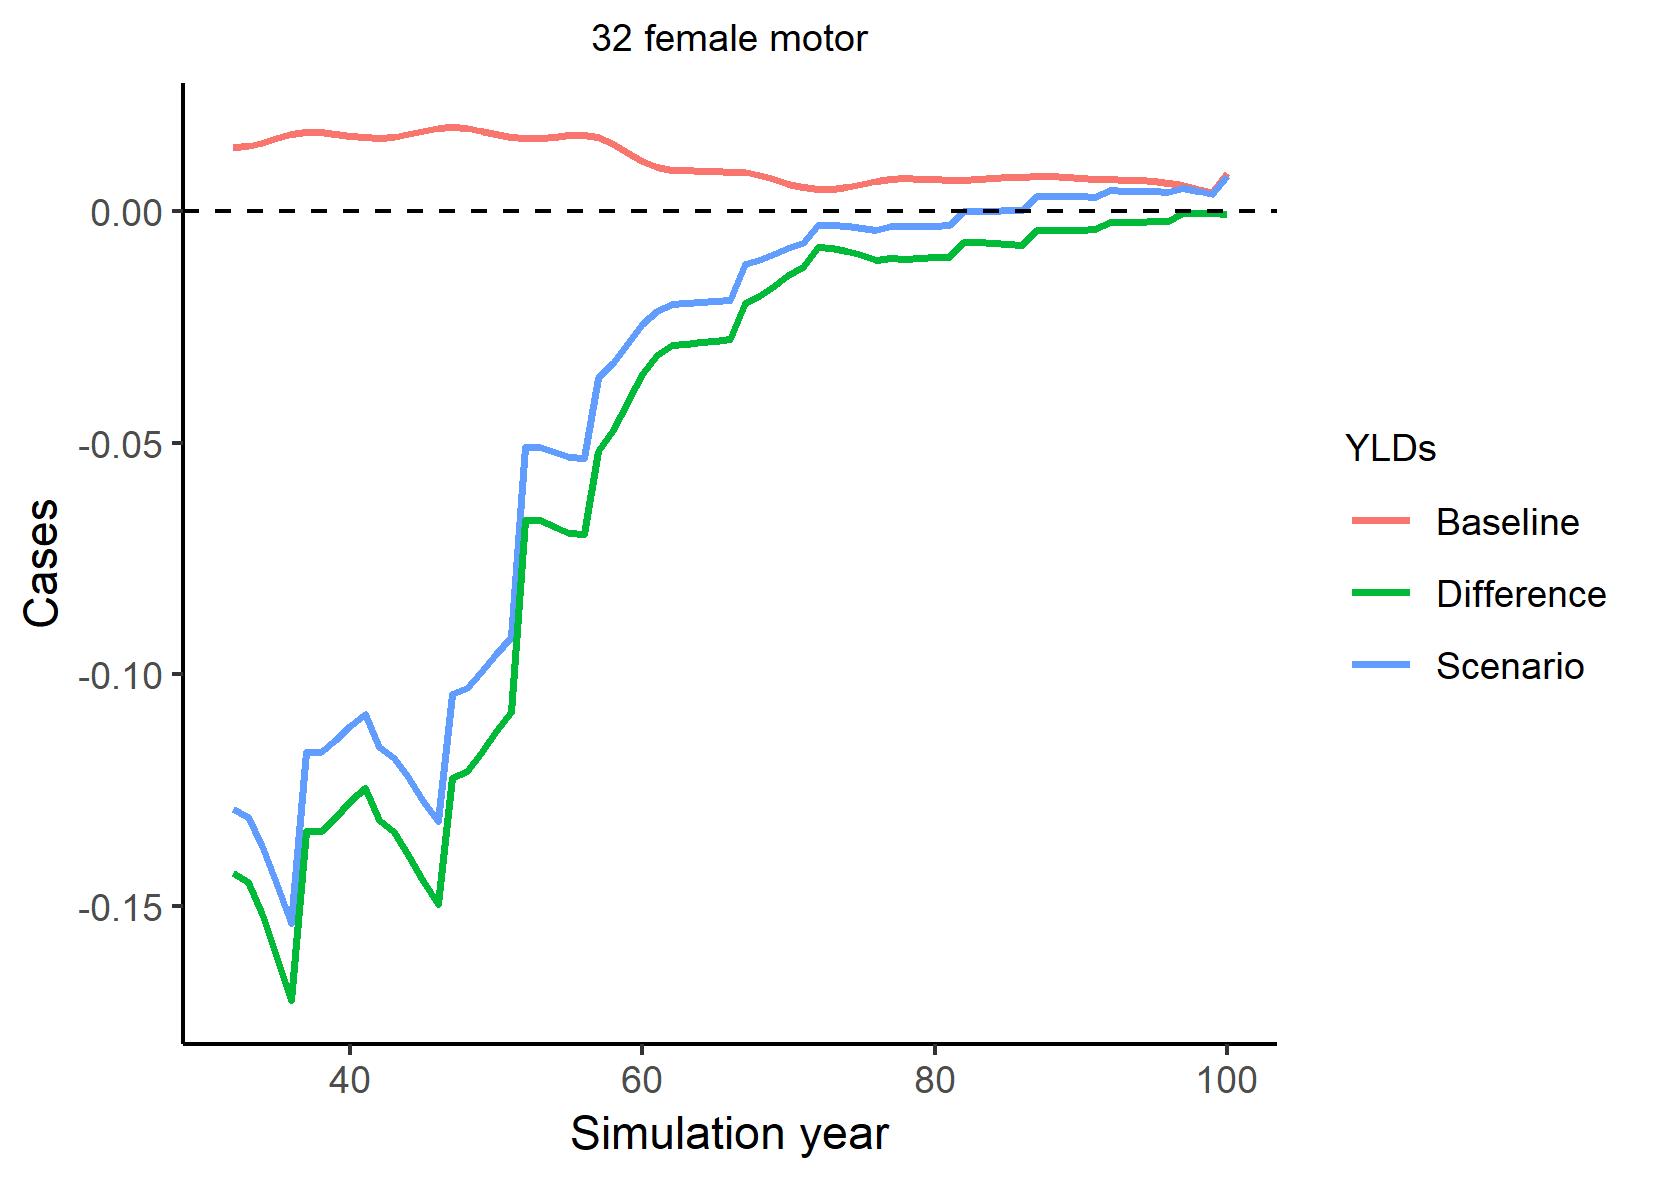 32 female motor
0.00
-0.05
-0.10
-0.15
Cases
40 60 80 100
Simulation year
YLDs
Baseline
Difference
Scenario